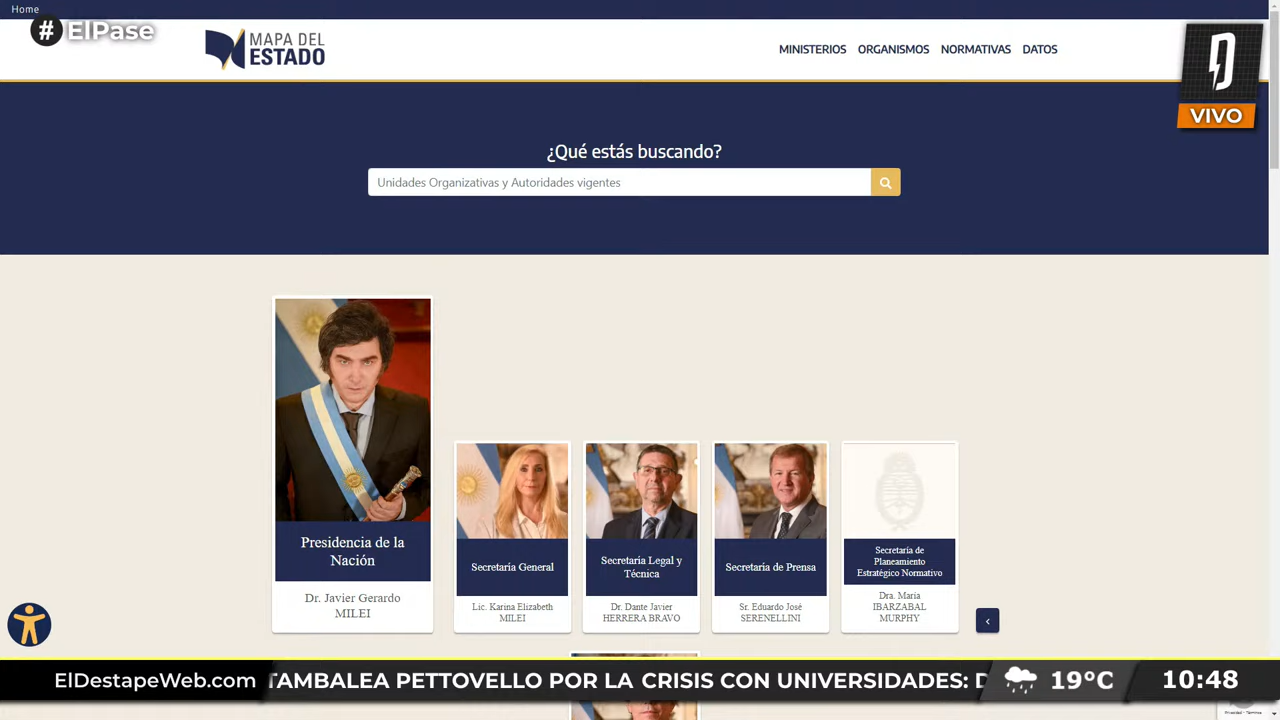 Home
# ElPase
MAPA DEL
ESTADO
MINISTERIOS ORGANISMOS NORMATIVAS DATOS
VIVO
¿Qué estás buscando?
Unidades Organizativas y Autoridades vigentes
Presidencia de la
Nación
Dr. Javier Gerardo
MILEI
Secretaría General
Lic. Karina Elizabeth
MILEI
Secretaría Legal y
Técnica
Dr. Dante Javier
HERRERA BRAVO
Secretaría de Prensa
Sr. Eduardo José
SERENELLINI
Secretaría de
Planeamiento
Estratégico Normativo
Dra. María
IBARZABAL
MURPHY
ElDestapeWeb.com
TAMBALEA PETTOVELLO POR LA CRISIS CON UNIVERSIDADES: D
19°C
10:48
Privacidad - Términos